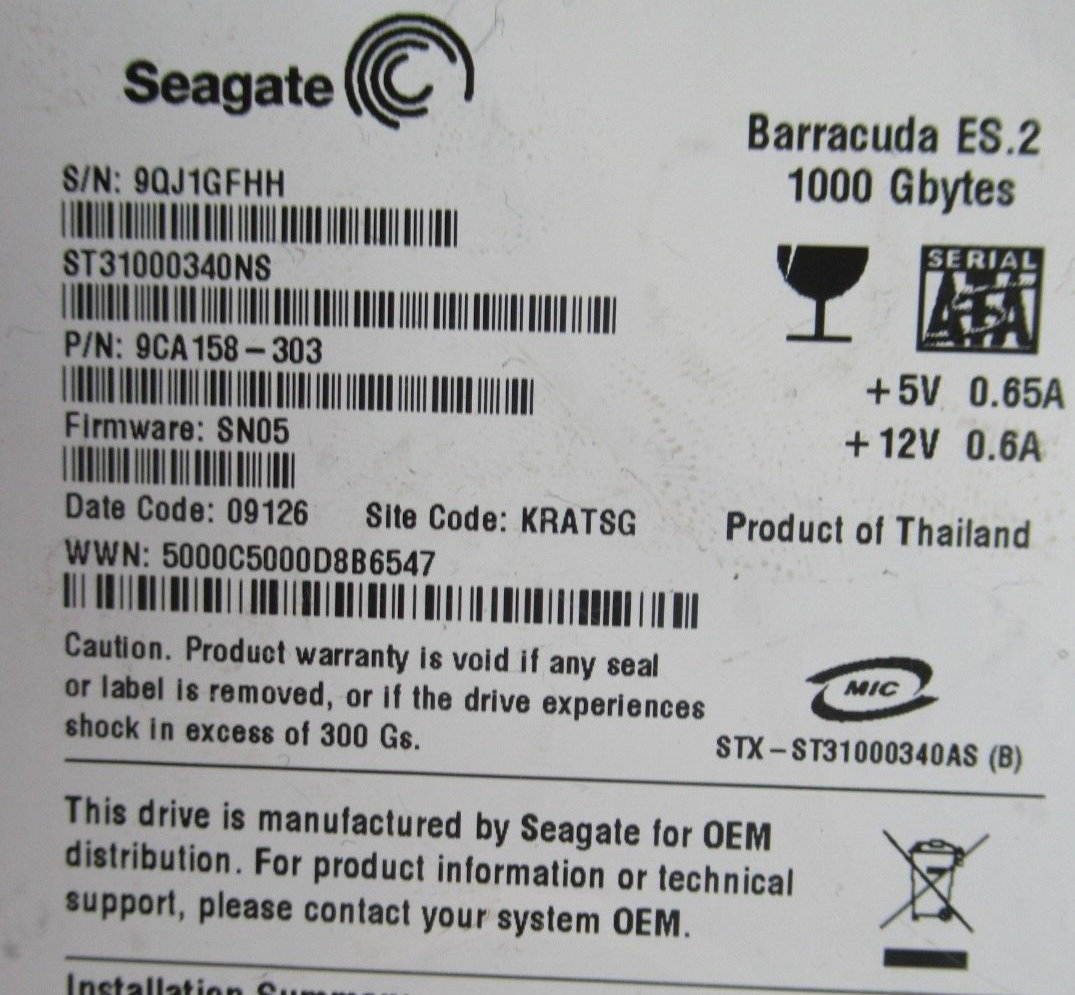 Seagate
Barracuda ES.2
1000 Gbytes
S/N: 9QJ1GFHH
ST31000340NS
SERIAL
ATA
P/N: 9CA158-303
+5V 0.65A
Firmware: SN05
+12V 0.6A
Date Code: 09126 Site Code: KRATSG
Product of Thailand
WWN: 5000C5000D8B6547
Caution. Product warranty is void if any seal
or label is removed, or if the drive experiences
shock in excess of 300 Gs.
MIC
STX-ST31000340AS (B)
This drive is manufactured by Seagate for OEM
distribution. For product information or technical
support, please contact your system OEM.
Installation